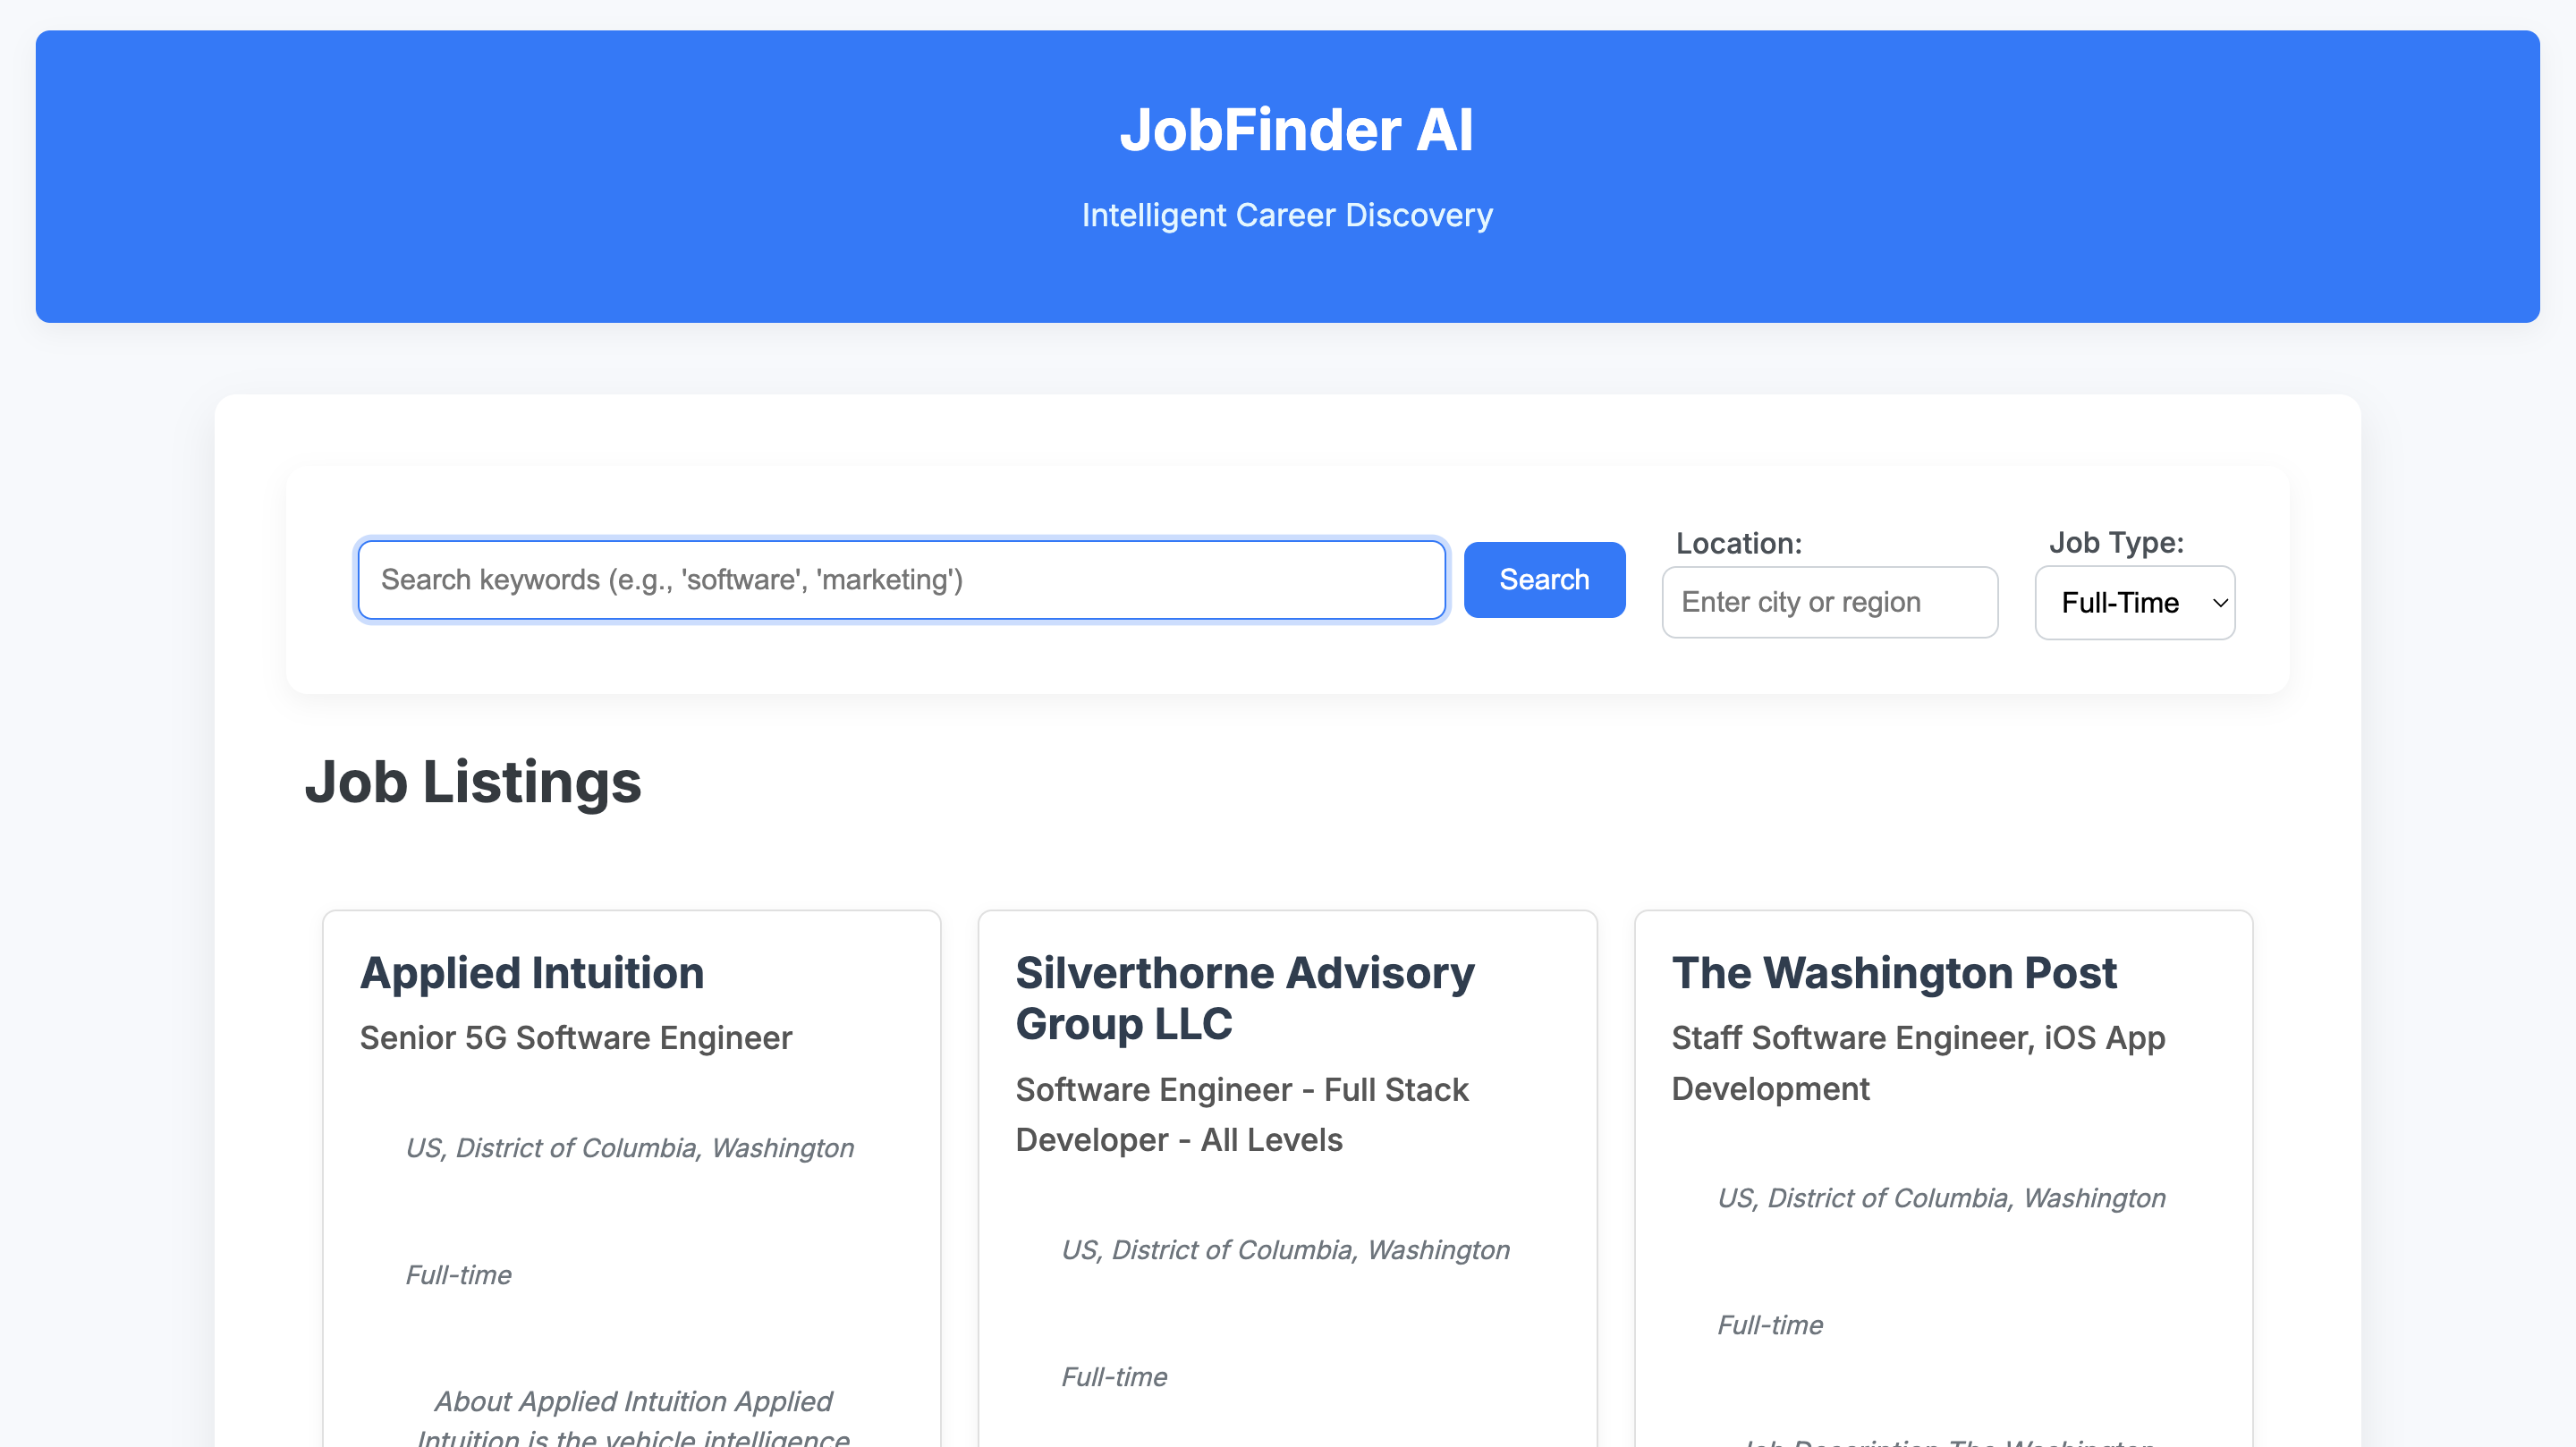 JobFinder AI
Intelligent Career Discovery
Search keywords (e.g., 'software', 'marketing')
Search
Location:
Enter city or region
Job Type:
Full-Time
Job Listings
Applied Intuition
Senior 5G Software Engineer
US, District of Columbia, Washington
Full-time
About Applied Intuition Applied
Intuition is the vehicle intelligence
Silverthorne Advisory
Group LLC
Software Engineer - Full Stack
Developer - All Levels
US, District of Columbia, Washington
Full-time
The Washington Post
Staff Software Engineer, iOS App
Development
US, District of Columbia, Washington
Full-time
Job Description The Washington